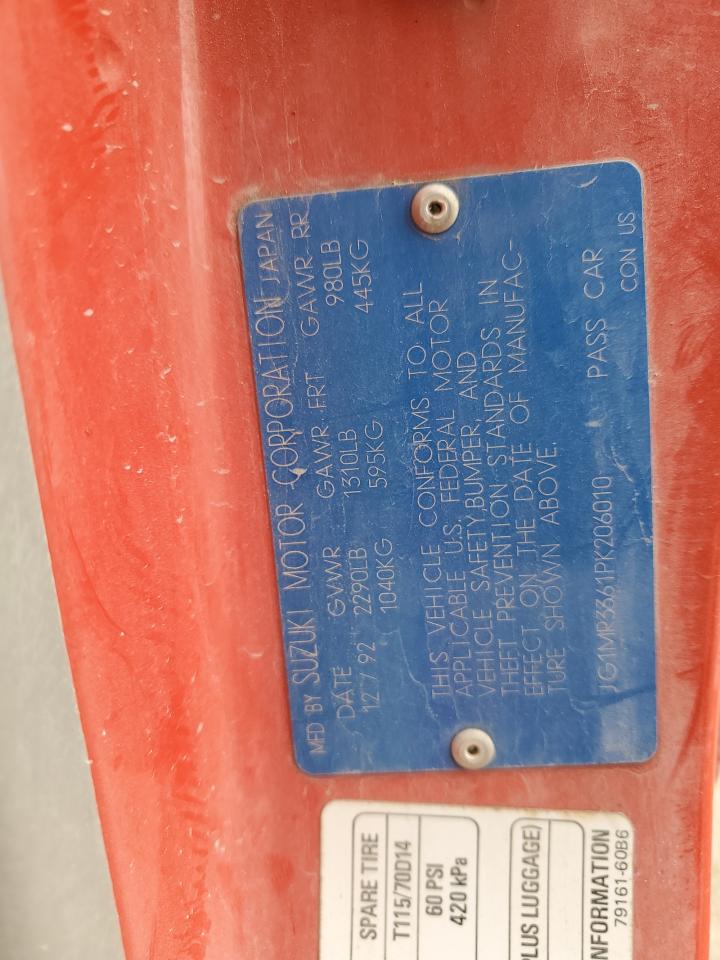 MFD BY SUZUKI MOTOR CORPORATION JAPAN
DATE GVWR GAWR FRT GAWR RR
12 / 92 2290LB 1310LB 980LB
1040KG 595KG 445KG
THIS VEHICLE CONFORMS TO ALL
APPLICABLE U.S. FEDERAL MOTOR
VEHICLE SAFETY,BUMPER, AND
THEFT PREVENTION STANDARDS IN
EFFECT ON THE DATE OF MANUFAC-
TURE SHOWN ABOVE.
JG1MR3361PK206010 PASS CAR
CON US
SPARE TIRE
T115/70D14
60 PSI
420 kPa
PLUS LUGGAGE)
NFORMATION
79161-60B6